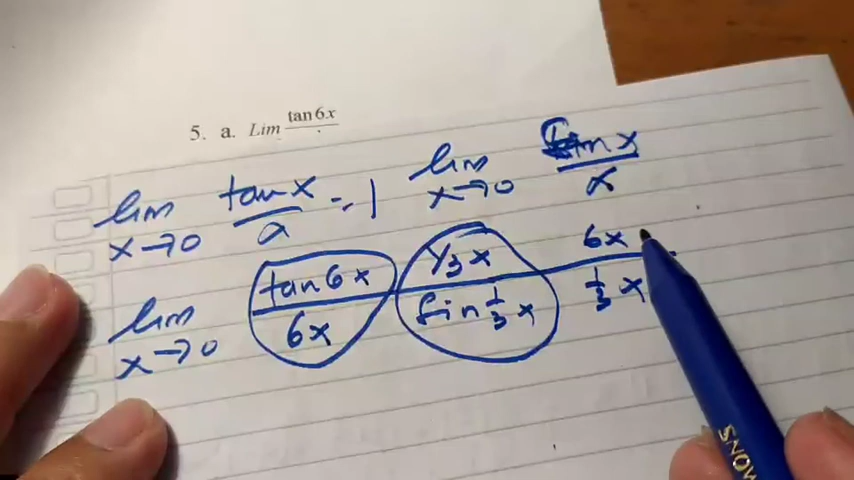 5. a. Lim tan 6x
lim x→0 tan x / x = 1 lim x→0 sin x / x
lim x→0 tan 6x / 6x 1/3 x / sin 1/3 x 6x / 1/3 x
SNOW